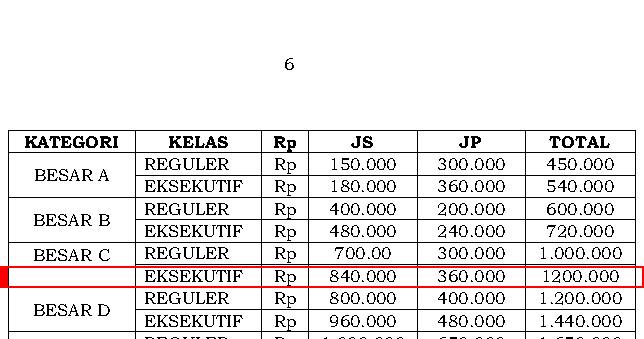 6
KATEGORI KELAS Rp JS JP TOTAL
BESAR A REGULER Rp 150.000 300.000 450.000
EKSEKUTIF Rp 180.000 360.000 540.000
BESAR B REGULER Rp 400.000 200.000 600.000
EKSEKUTIF Rp 480.000 240.000 720.000
BESAR C REGULER Rp 700.00 300.000 1.000.000
EKSEKUTIF Rp 840.000 360.000 1200.000
BESAR D REGULER Rp 800.000 400.000 1.200.000
EKSEKUTIF Rp 960.000 480.000 1.440.000